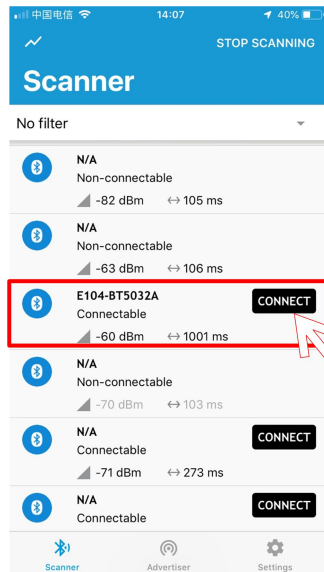 中国电信 14:07 40%
STOP SCANNING
Scanner
No filter
N/A
Non-connectable
-82 dBm ↔ 105 ms
N/A
Non-connectable
-63 dBm ↔ 106 ms
E104-BT5032A
Connectable
CONNECT
-60 dBm ↔ 1001 ms
N/A
Non-connectable
-70 dBm ↔ 103 ms
N/A
Connectable
CONNECT
-71 dBm ↔ 273 ms
N/A
Connectable
CONNECT
Scanner Advertiser Settings